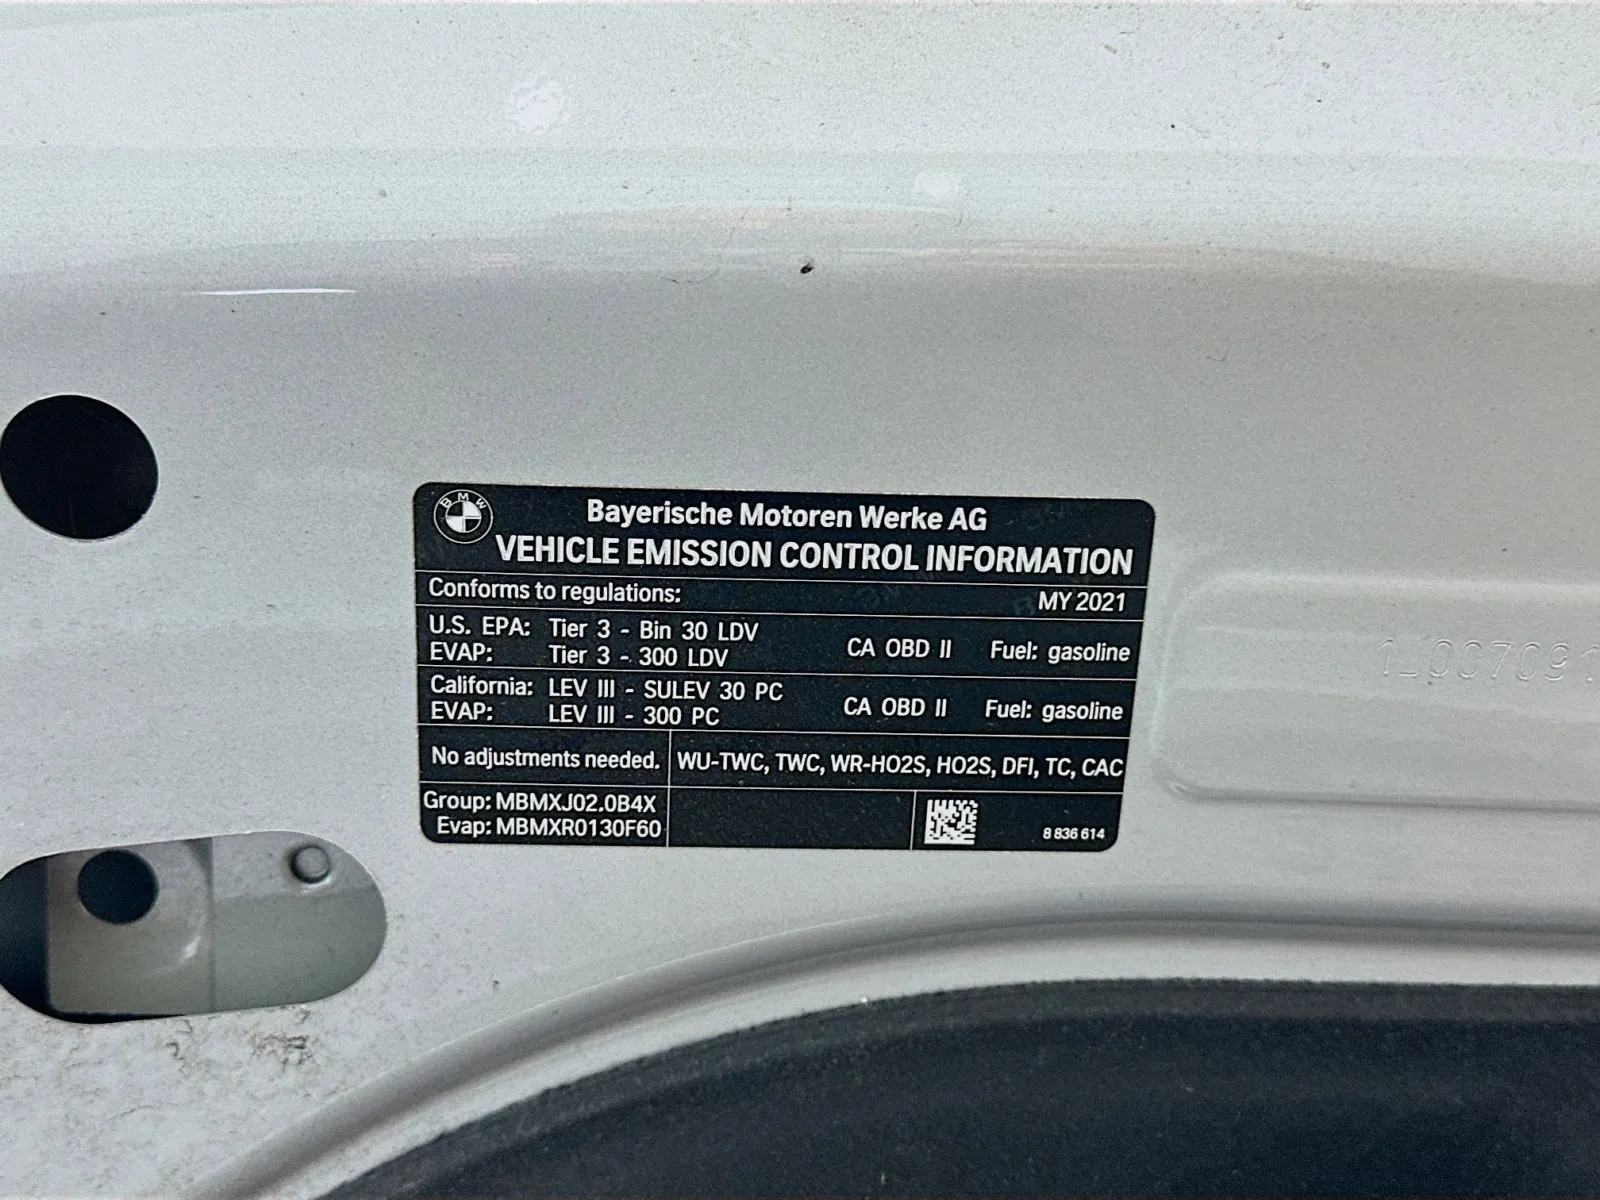 BMW
Bayerische Motoren Werke AG
VEHICLE EMISSION CONTROL INFORMATION
Conforms to regulations: MY 2021
U.S. EPA: Tier 3 - Bin 30 LDV
EVAP: Tier 3 - 300 LDV
CA OBD II Fuel: gasoline
California: LEV III - SULEV 30 PC
EVAP: LEV III - 300 PC
CA OBD II Fuel: gasoline
No adjustments needed.
WU-TWC, TWC, WR-HO2S, HO2S, DFI, TC, CAC
Group: MBMXJ02.0B4X
Evap: MBMXR0130F60
8 836 614